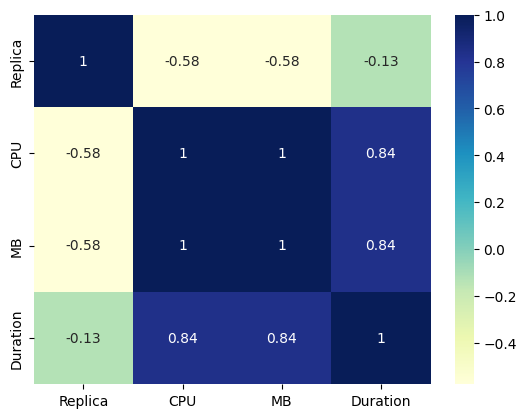 Replica 1 -0.58 -0.58 -0.13
CPU -0.58 1 1 0.84
MB -0.58 1 1 0.84
Duration -0.13 0.84 0.84 1
Replica CPU MB Duration
1.0
0.8
0.6
0.4
0.2
0.0
−0.2
−0.4